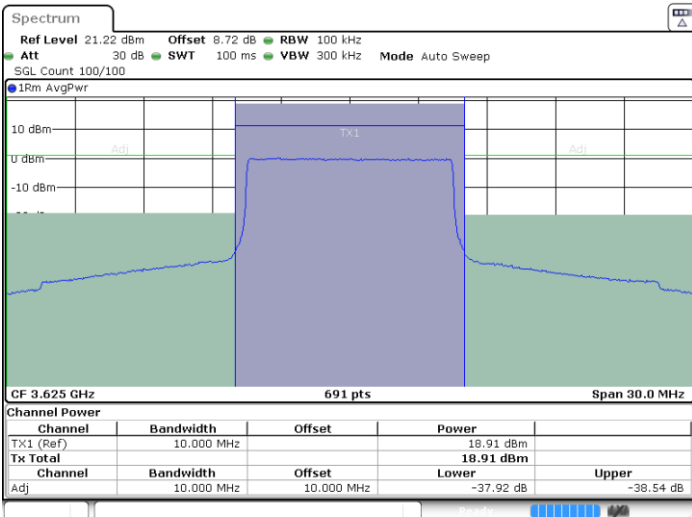 Spectrum
Ref Level 21.22 dBm Offset 8.72 dB RBW 100 kHz
Att 30 dB SWT 100 ms VBW 300 kHz Mode Auto Sweep
SGL Count 100/100
1Rm AvgPwr
10 dBm
TX1
Adj Adj
0 dBm
-10 dBm
CF 3.625 GHz 691 pts Span 30.0 MHz
Channel Power
Channel Bandwidth Offset Power
TX1 (Ref) 10.000 MHz 18.91 dBm
Tx Total 18.91 dBm
Channel Bandwidth Offset Lower Upper
Adj 10.000 MHz 10.000 MHz -37.92 dB -38.54 dB
Ready